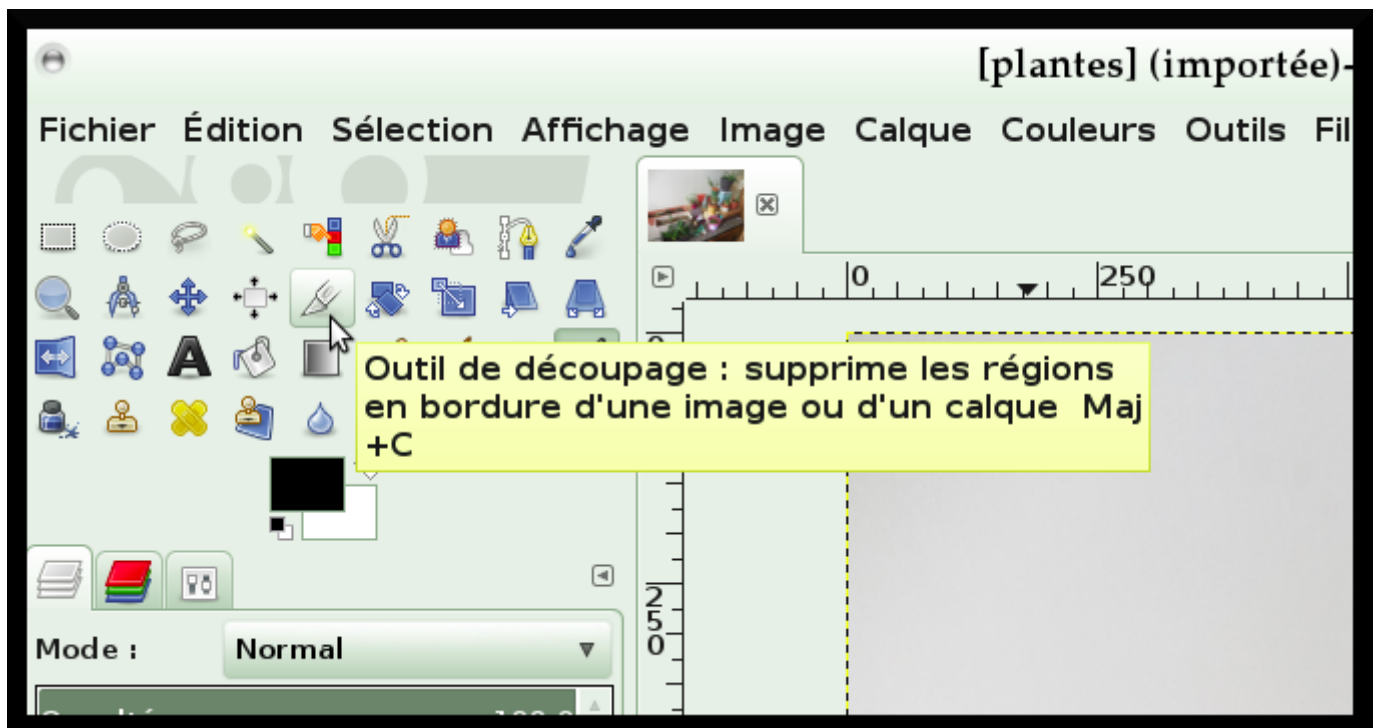 [plantes] (importée)-
Fichier Édition Sélection Affichage Image Calque Couleurs Outils Fil
0 250
Outil de découpage : supprime les régions
en bordure d'une image ou d'un calque Maj
+C
250
Mode : Normal